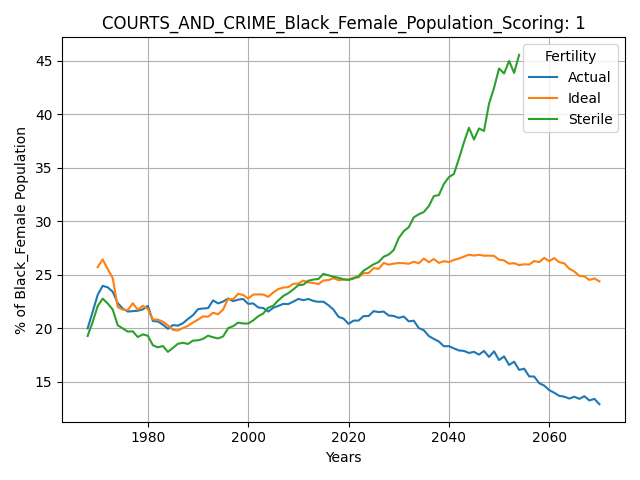 COURTS_AND_CRIME_Black_Female_Population_Scoring: 1
% of Black_Female Population
45
40
35
30
25
20
15
Fertility
Actual
Ideal
Sterile
1980
2000
2020
2040
2060
Years